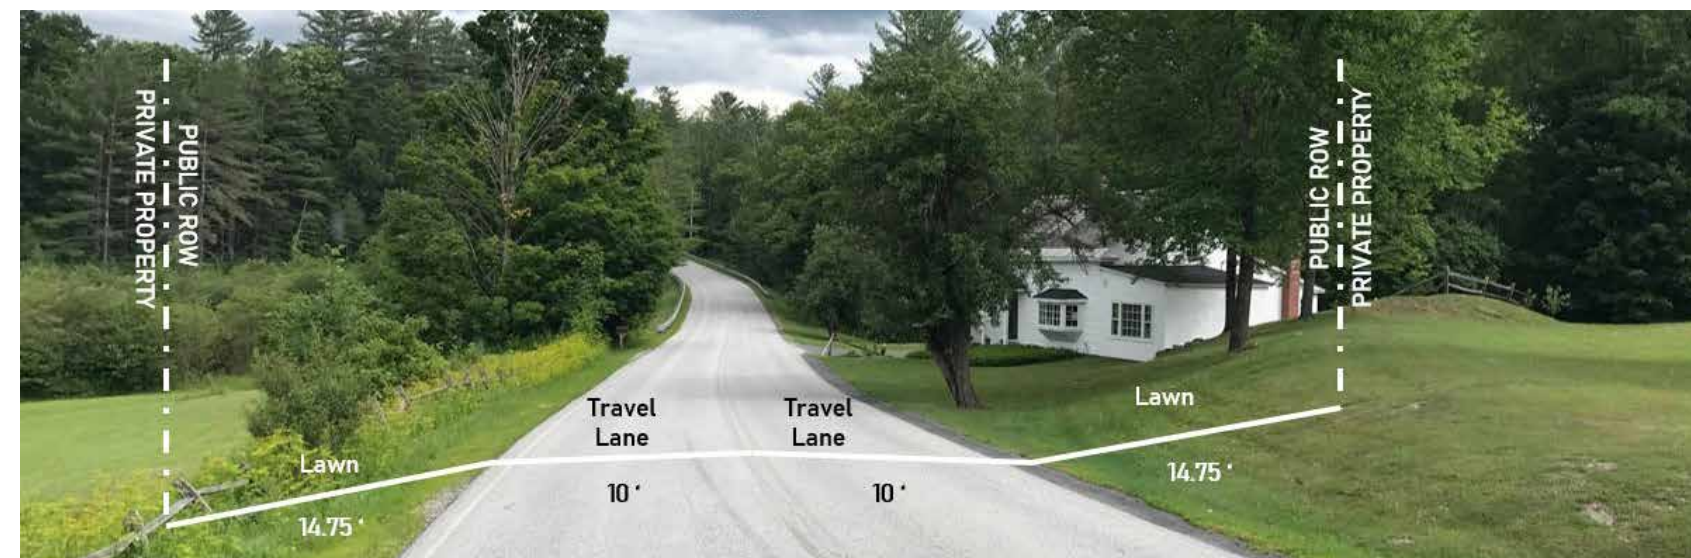 PRIVATE PROPERTY
PUBLIC ROW
PUBLIC ROW
PRIVATE PROPERTY
Travel
Lane
Travel
Lane
Lawn
Lawn
10 '
10 '
14.75 '
14.75 '